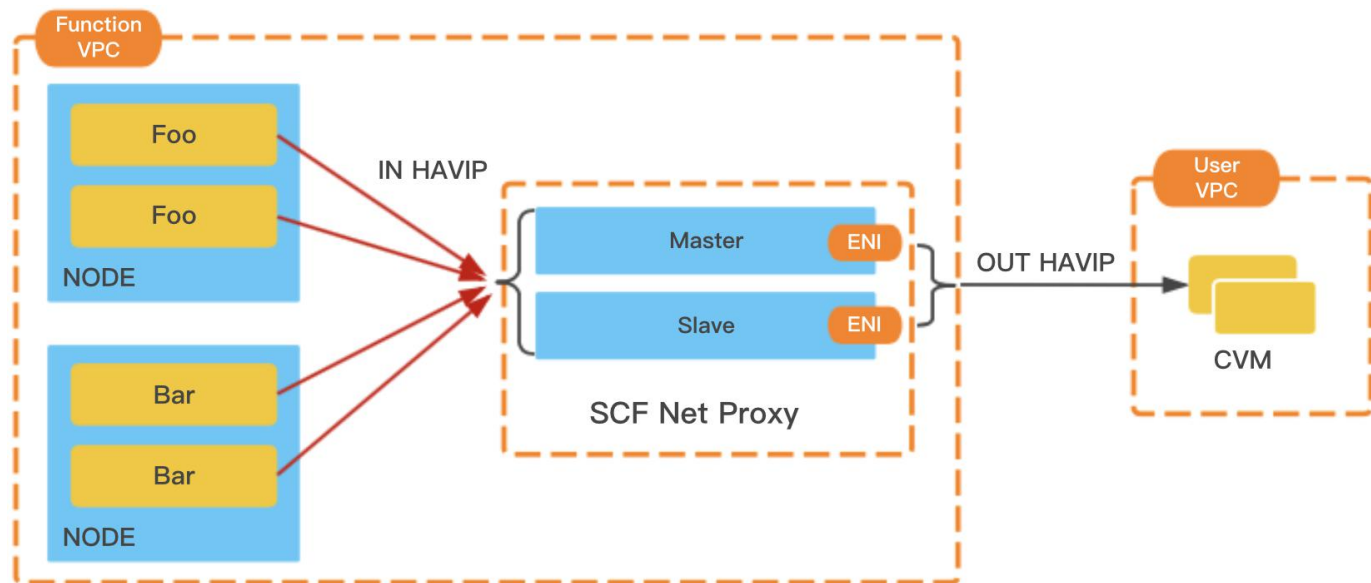 Function
VPC
Foo
Foo
NODE
Bar
Bar
NODE
IN HAVIP
Master
ENI
Slave
ENI
SCF Net Proxy
OUT HAVIP
User
VPC
CVM